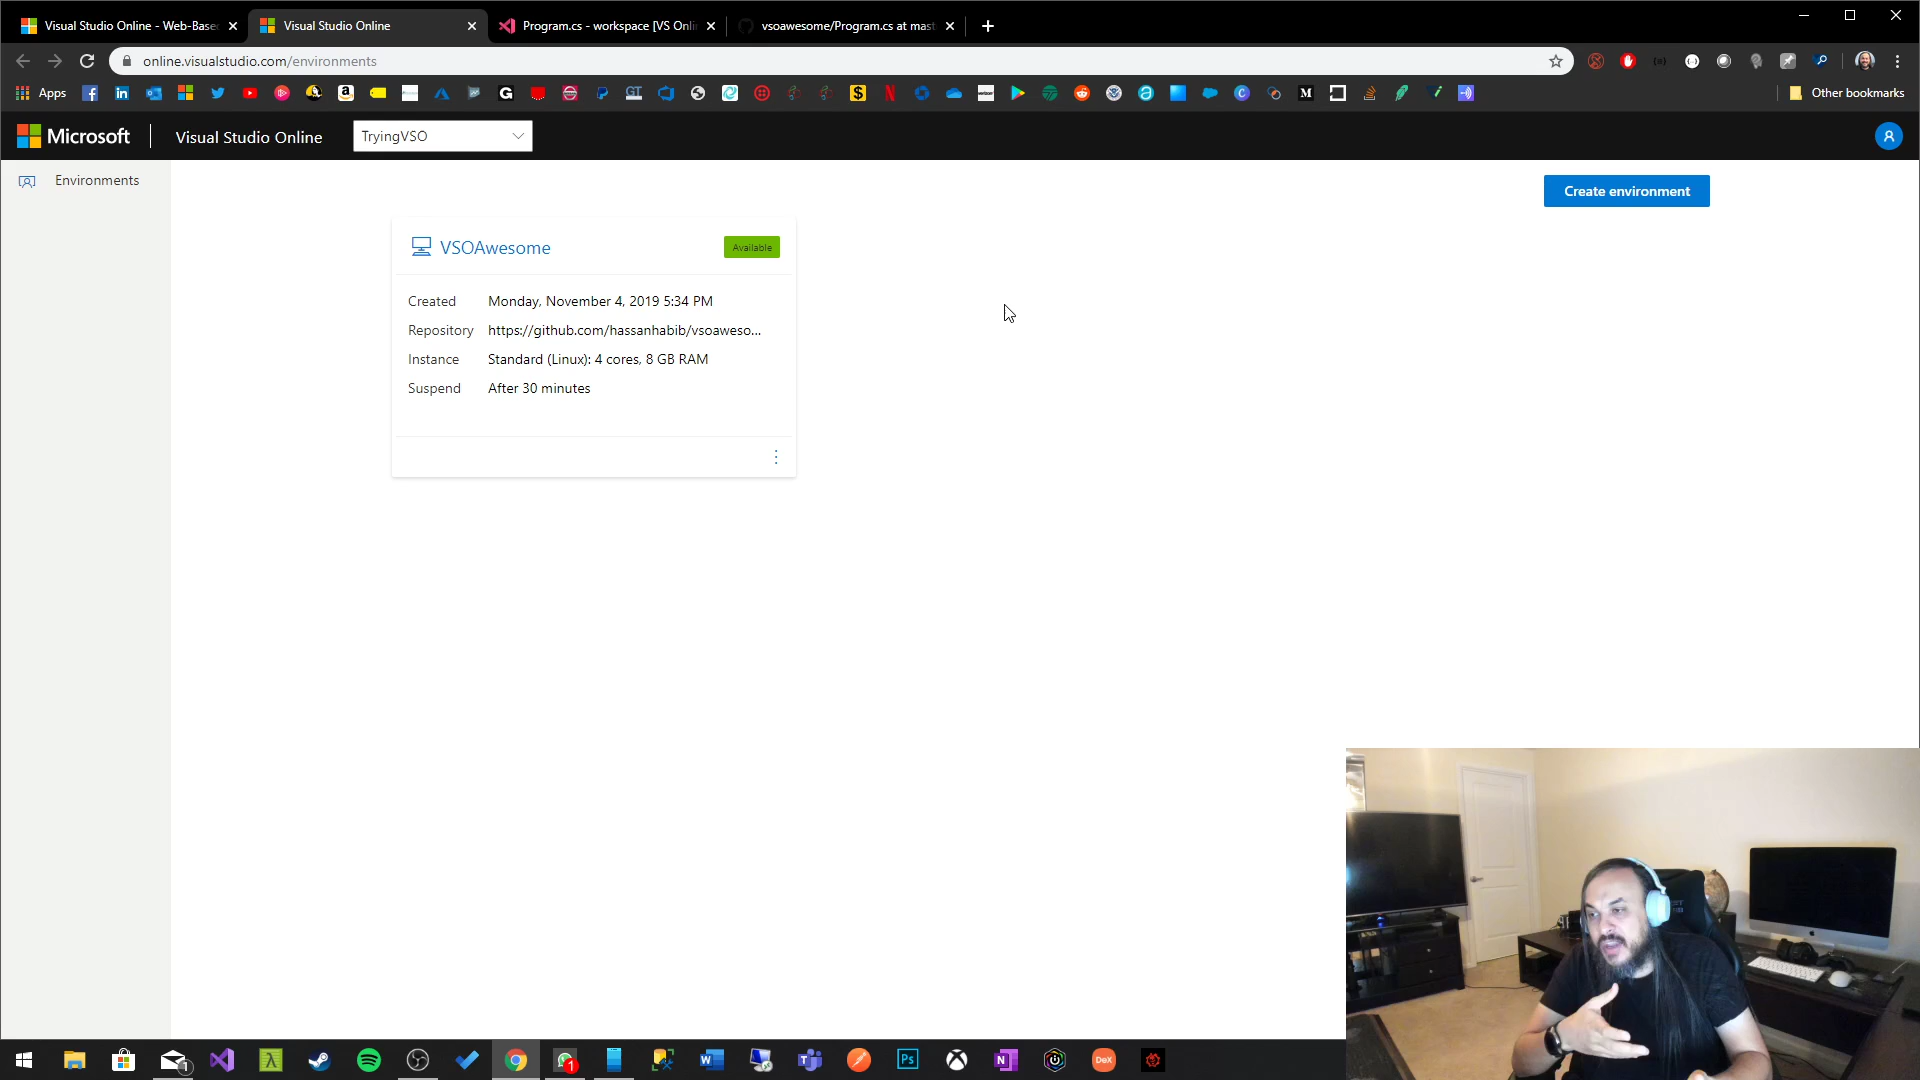 Visual Studio Online - Web-Base
Visual Studio Online
Program.cs - workspace [VS Onli
vsoawesome/Program.cs at mast
online.visualstudio.com/environments
Apps
Other bookmarks
Microsoft
Visual Studio Online
TryingVSO
Environments
Create environment
VSOAwesome
Available
Created Monday, November 4, 2019 5:34 PM
Repository https://github.com/hassanhabib/vsoaweso...
Instance Standard (Linux): 4 cores, 8 GB RAM
Suspend After 30 minutes